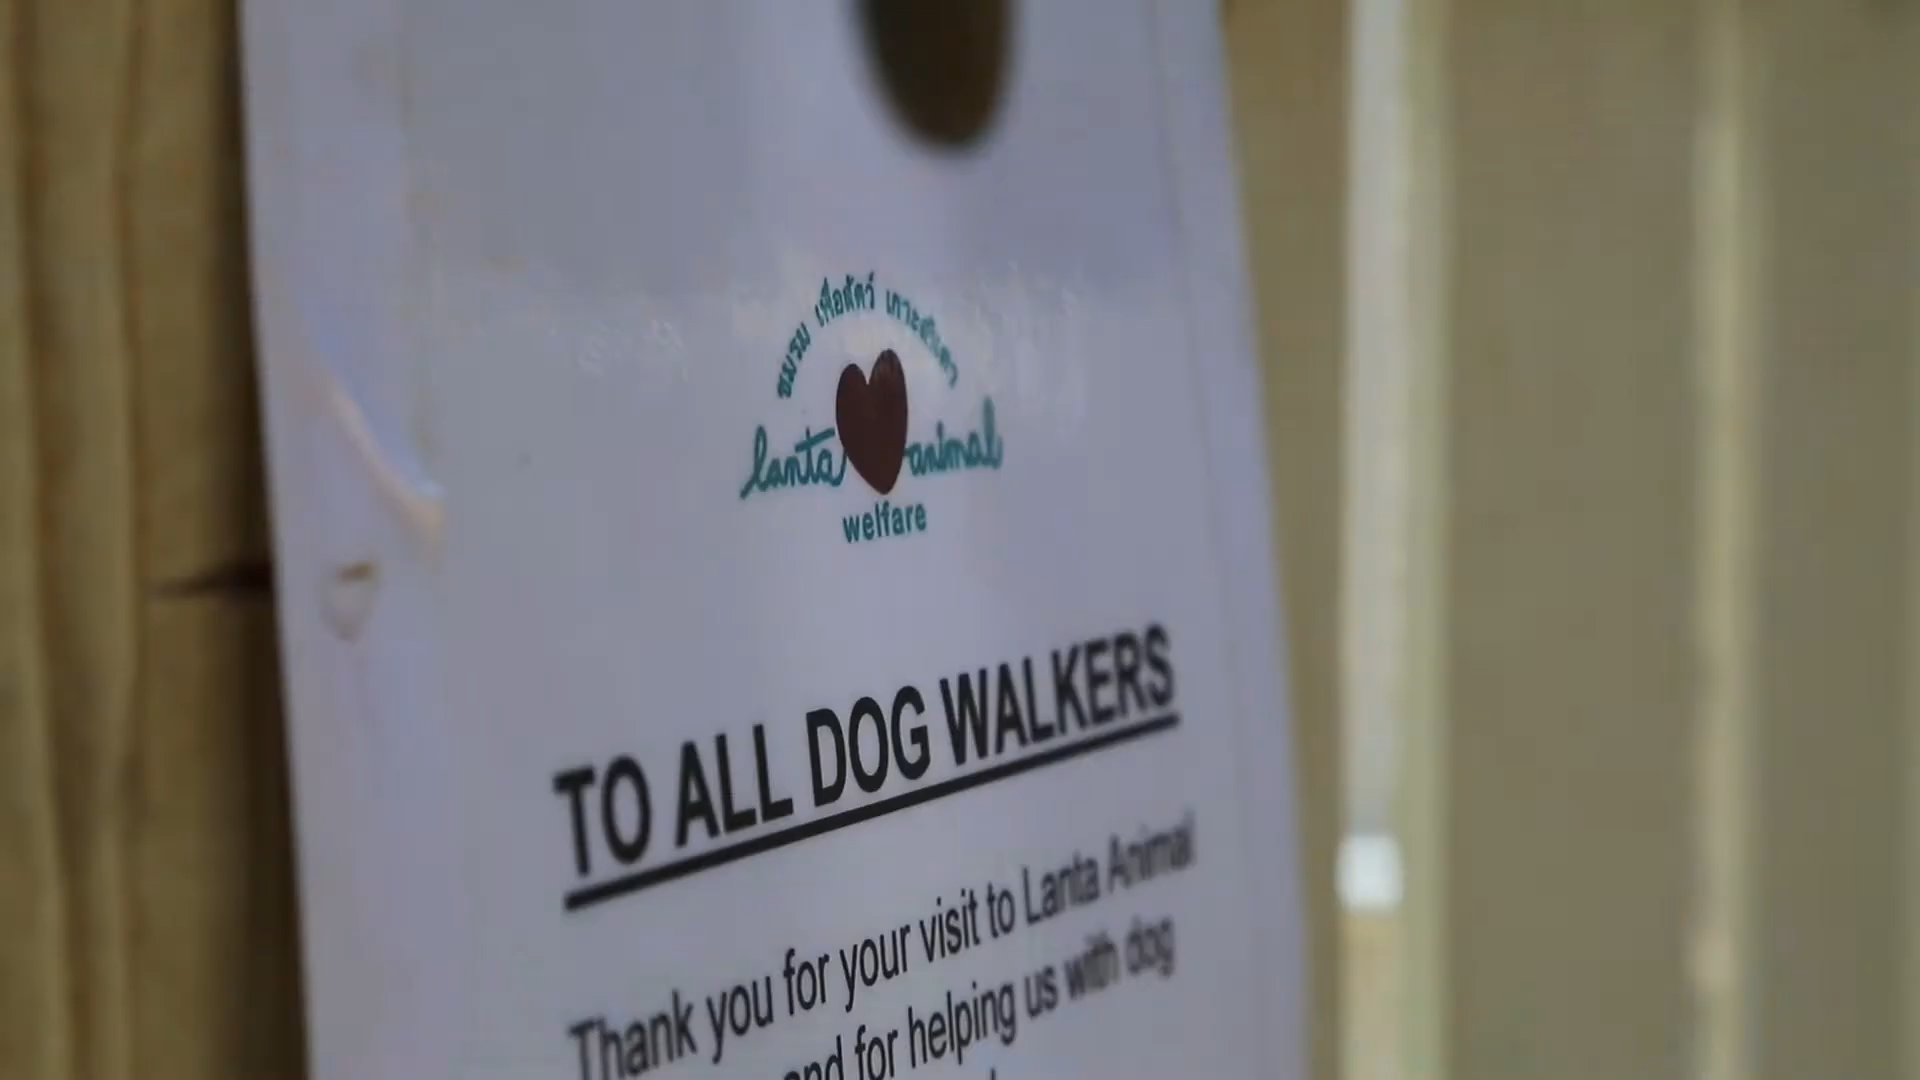 ชมรม เพื่อสัตว์ เกาะลันตา
lanta animal
welfare
TO ALL DOG WALKERS
Thank you for your visit to Lanta Animal
and for helping us with dog